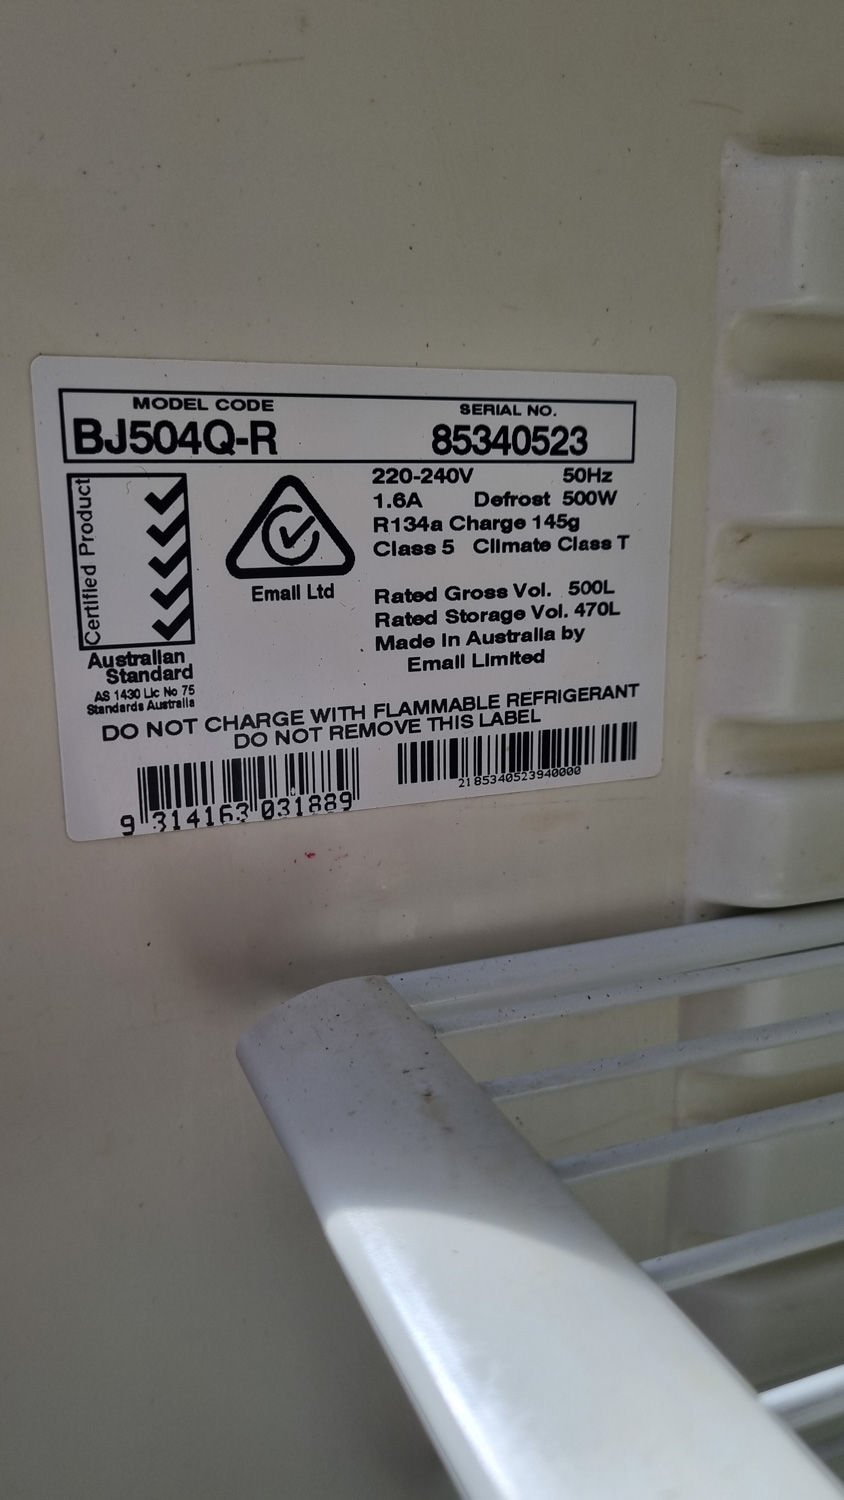 MODEL CODE SERIAL NO.
BJ504Q-R 85340523
Certified Product
220-240V 50Hz
1.6A Defrost 500W
R134a Charge 145g
Class 5 Climate Class T
Email Ltd
Rated Gross Vol. 500L
Rated Storage Vol. 470L
Made in Australia by
Email Limited
Australian
Standard
AS 1430 Lic No 75
Standards Australia
DO NOT CHARGE WITH FLAMMABLE REFRIGERANT
DO NOT REMOVE THIS LABEL
9 314163 031889
2185340523940000